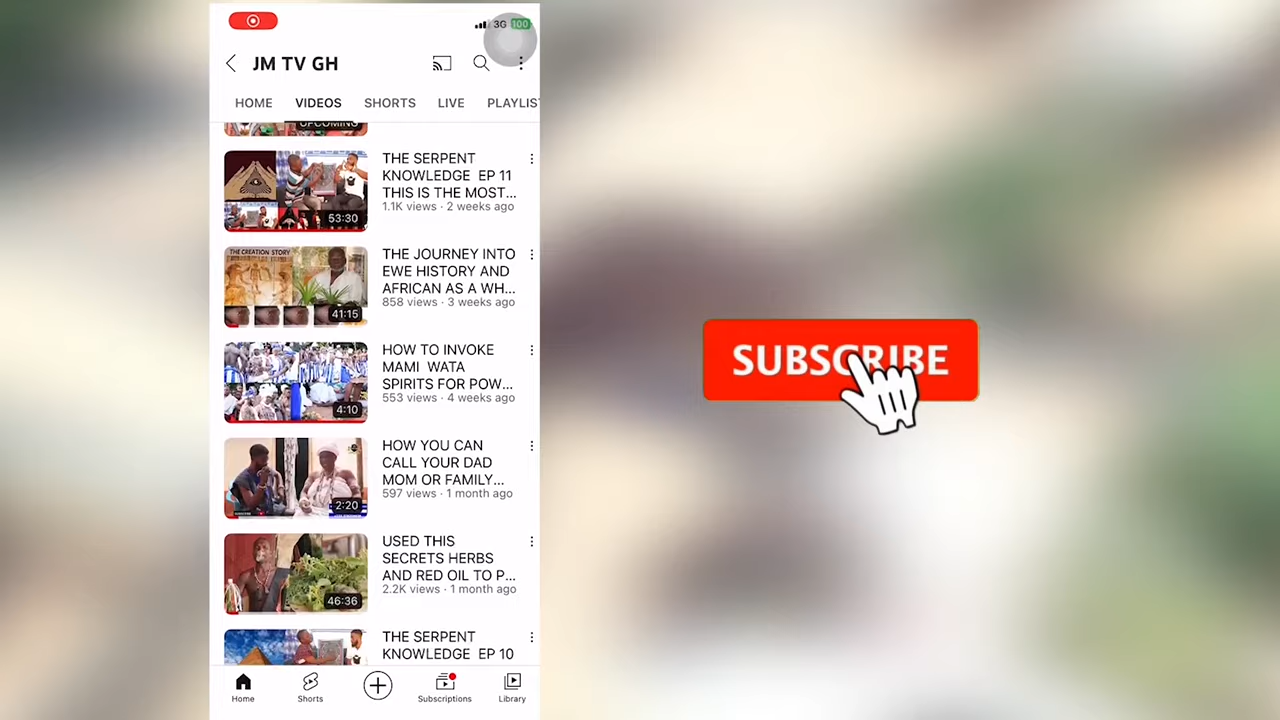 3G 100
JM TV GH
HOME VIDEOS SHORTS LIVE PLAYLIS
UPCOMING
THE SERPENT
KNOWLEDGE EP 11
THIS IS THE MOST...
1.1K views · 2 weeks ago
53:30
THE CREATION STORY
THE JOURNEY INTO
EWE HISTORY AND
AFRICAN AS A WH...
858 views · 3 weeks ago
41:15
HOW TO INVOKE
MAMI WATA
SPIRITS FOR POW...
553 views · 4 weeks ago
4:10
HOW YOU CAN
CALL YOUR DAD
MOM OR FAMILY...
597 views · 1 month ago
2:20
USED THIS
SECRETS HERBS
AND RED OIL TO P...
2.2K views · 1 month ago
46:36
THE SERPENT
KNOWLEDGE EP 10
Home Shorts Subscriptions Library
SUBSCRIBE